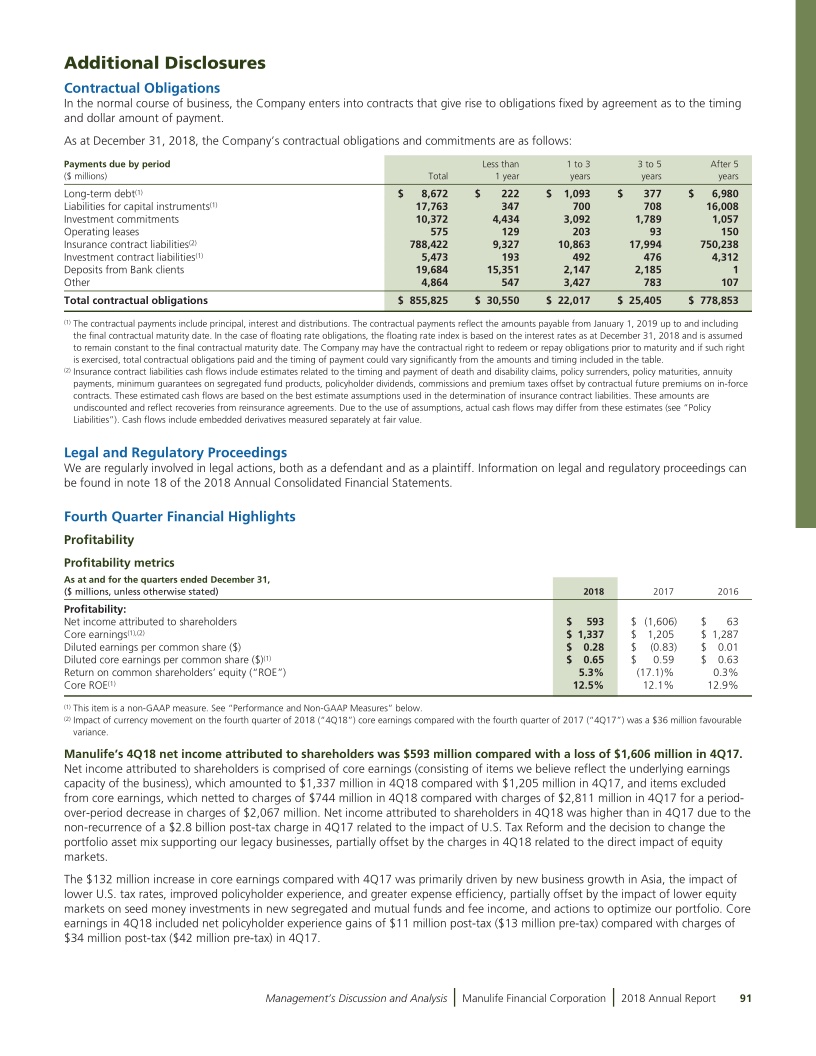 Additional Disclosures
Contractual Obligations
In the normal course of business, the Company enters into contracts that give rise to obligations fixed by agreement as to the timing
and dollar amount of payment.
As at December 31, 2018, the Company's contractual obligations and commitments are as follows:
Payments due by period Less than 1 to 3 3 to 5 After 5
($ millions) Total 1 year years years years
Long-term debt(1) $ 8,672 $ 222 $ 1,093 $ 377 $ 6,980
Liabilities for capital instruments(1) 17,763 347 700 708 16,008
Investment commitments 10,372 4,434 3,092 1,789 1,057
Operating leases 575 129 203 93 150
Insurance contract liabilities(2) 788,422 9,327 10,863 17,994 750,238
Investment contract liabilities(1) 5,473 193 492 476 4,312
Deposits from Bank clients 19,684 15,351 2,147 2,185 1
Other 4,864 547 3,427 783 107
Total contractual obligations $ 855,825 $ 30,550 $ 22,017 $ 25,405 $ 778,853
(1) The contractual payments include principal, interest and distributions. The contractual payments reflect the amounts payable from January 1, 2019 up to and including
the final contractual maturity date. In the case of floating rate obligations, the floating rate index is based on the interest rates as at December 31, 2018 and is assumed
to remain constant to the final contractual maturity date. The Company may have the contractual right to redeem or repay obligations prior to maturity and if such right
is exercised, total contractual obligations paid and the timing of payment could vary significantly from the amounts and timing included in the table.
(2) Insurance contract liabilities cash flows include estimates related to the timing and payment of death and disability claims, policy surrenders, policy maturities, annuity
payments, minimum guarantees on segregated fund products, policyholder dividends, commissions and premium taxes offset by contractual future premiums on in-force
contracts. These estimated cash flows are based on the best estimate assumptions used in the determination of insurance contract liabilities. These amounts are
undiscounted and reflect recoveries from reinsurance agreements. Due to the use of assumptions, actual cash flows may differ from these estimates (see "Policy
Liabilities"). Cash flows include embedded derivatives measured separately at fair value.
Legal and Regulatory Proceedings
We are regularly involved in legal actions, both as a defendant and as a plaintiff. Information on legal and regulatory proceedings can
be found in note 18 of the 2018 Annual Consolidated Financial Statements.
Fourth Quarter Financial Highlights
Profitability
Profitability metrics
As at and for the quarters ended December 31,
($ millions, unless otherwise stated) 2018 2017 2016
Profitability:
Net income attributed to shareholders $ 593 $ (1,606) $ 63
Core earnings(1),(2) $ 1,337 $ 1,205 $ 1,287
Diluted earnings per common share ($) $ 0.28 $ (0.83) $ 0.01
Diluted core earnings per common share ($)(1) $ 0.65 $ 0.59 $ 0.63
Return on common shareholders' equity ("ROE") 5.3% (17.1)% 0.3%
Core ROE(1) 12.5% 12.1% 12.9%
(1) This item is a non-GAAP measure. See "Performance and Non-GAAP Measures" below.
(2) Impact of currency movement on the fourth quarter of 2018 ("4Q18") core earnings compared with the fourth quarter of 2017 ("4Q17") was a $36 million favourable
variance.
Manulife's 4Q18 net income attributed to shareholders was $593 million compared with a loss of $1,606 million in 4Q17.
Net income attributed to shareholders is comprised of core earnings (consisting of items we believe reflect the underlying earnings
capacity of the business), which amounted to $1,337 million in 4Q18 compared with $1,205 million in 4Q17, and items excluded
from core earnings, which netted to charges of $744 million in 4Q18 compared with charges of $2,811 million in 4Q17 for a period-
over-period decrease in charges of $2,067 million. Net income attributed to shareholders in 4Q18 was higher than in 4Q17 due to the
non-recurrence of a $2.8 billion post-tax charge in 4Q17 related to the impact of U.S. Tax Reform and the decision to change the
portfolio asset mix supporting our legacy businesses, partially offset by the charges in 4Q18 related to the direct impact of equity
markets.
The $132 million increase in core earnings compared with 4Q17 was primarily driven by new business growth in Asia, the impact of
lower U.S. tax rates, improved policyholder experience, and greater expense efficiency, partially offset by the impact of lower equity
markets on seed money investments in new segregated and mutual funds and fee income, and actions to optimize our portfolio. Core
earnings in 4Q18 included net policyholder experience gains of $11 million post-tax ($13 million pre-tax) compared with charges of
$34 million post-tax ($42 million pre-tax) in 4Q17.
Management's Discussion and Analysis | Manulife Financial Corporation | 2018 Annual Report 91